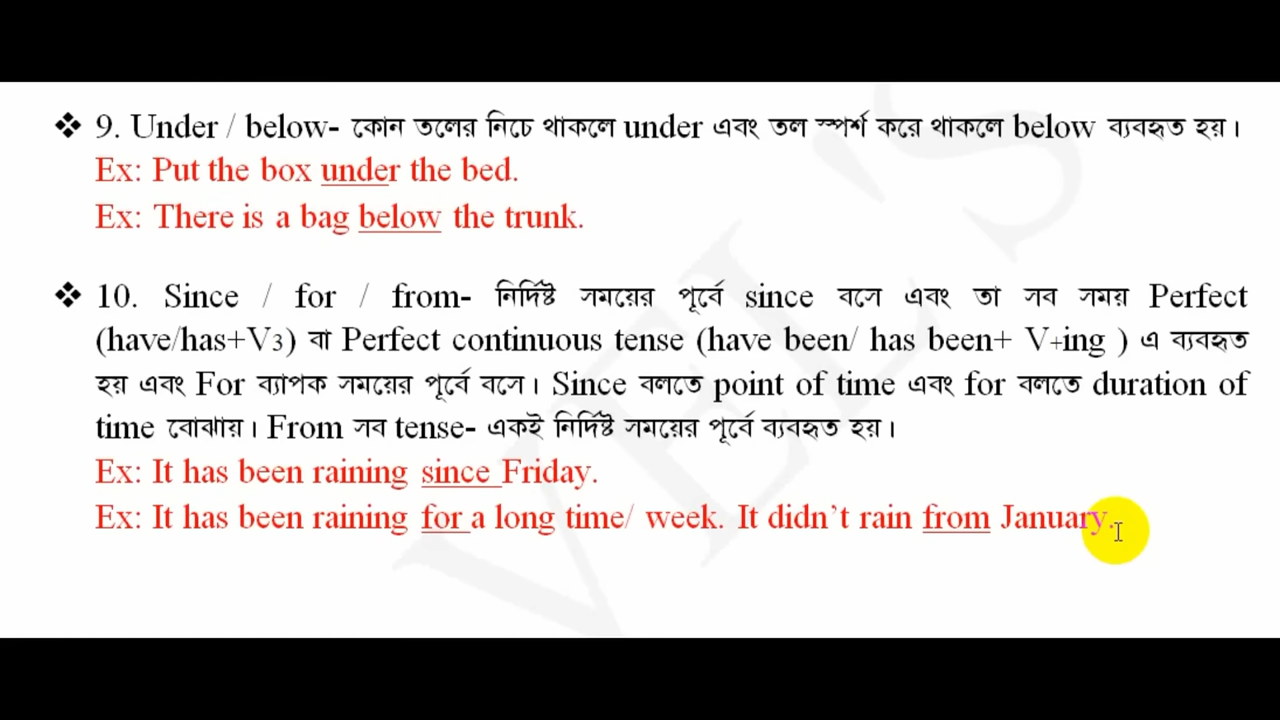 ❖ 9. Under / below- কোন তলের নিচে থাকলে under এবং তল স্পর্শ করে থাকলে below ব্যবহৃত হয়।
Ex: Put the box under the bed.
Ex: There is a bag below the trunk.
❖ 10. Since / for / from- নির্দিষ্ট সময়ের পূর্বে since বসে এবং তা সব সময় Perfect
(have/has+V3) বা Perfect continuous tense (have been/ has been+ V+ing ) এ ব্যবহৃত
হয় এবং For ব্যাপক সময়ের পূর্বে বসে। Since বলতে point of time এবং for বলতে duration of
time বোঝায়। From সব tense- একই নির্দিষ্ট সময়ের পূর্বে ব্যবহৃত হয়।
Ex: It has been raining since Friday.
Ex: It has been raining for a long time/ week. It didn’t rain from January.
VEL'S